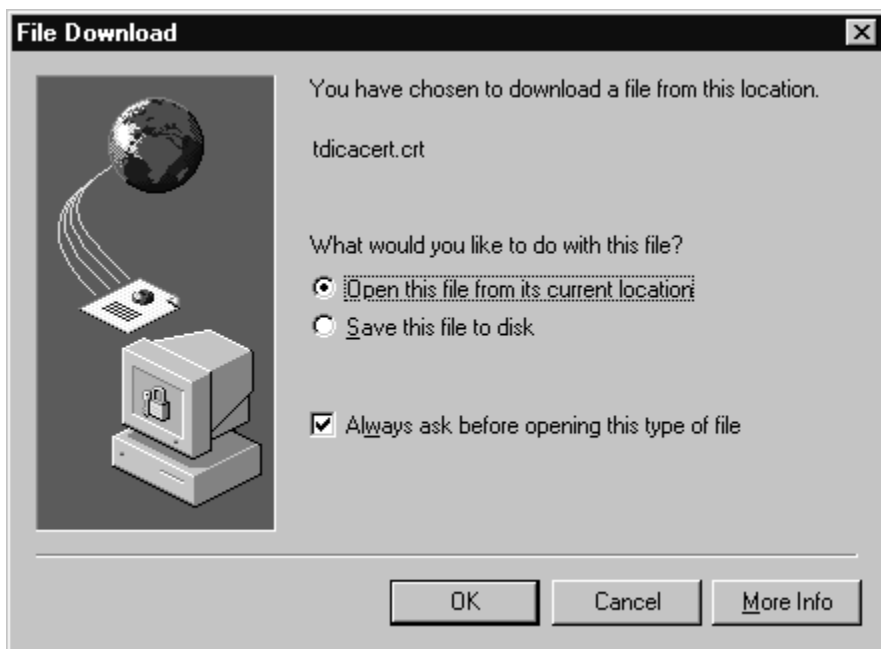 File Download
You have chosen to download a file from this location.
tdicacert.crt
What would you like to do with this file?
Open this file from its current location
Save this file to disk
Always ask before opening this type of file
OK
Cancel
More Info